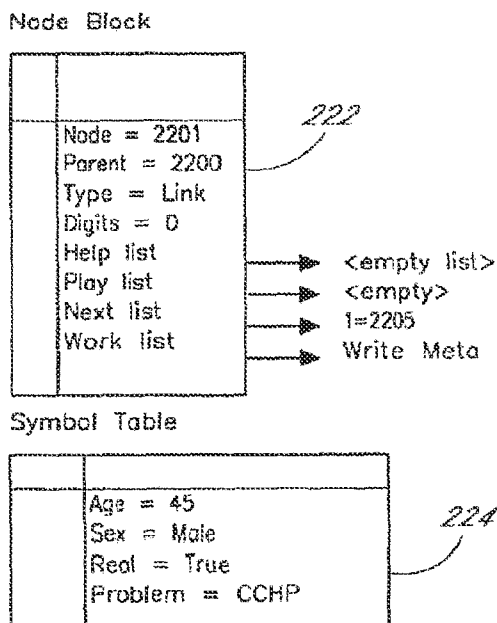 Node Block
222
Node = 2201
Parent = 2200
Type = Link
Digits = 0
Help list
<empty list>
Play list
<empty>
Next list
1=2205
Work list
Write Meta
Symbol Table
224
Age = 45
Sex = Male
Real = True
Problem = CCHP